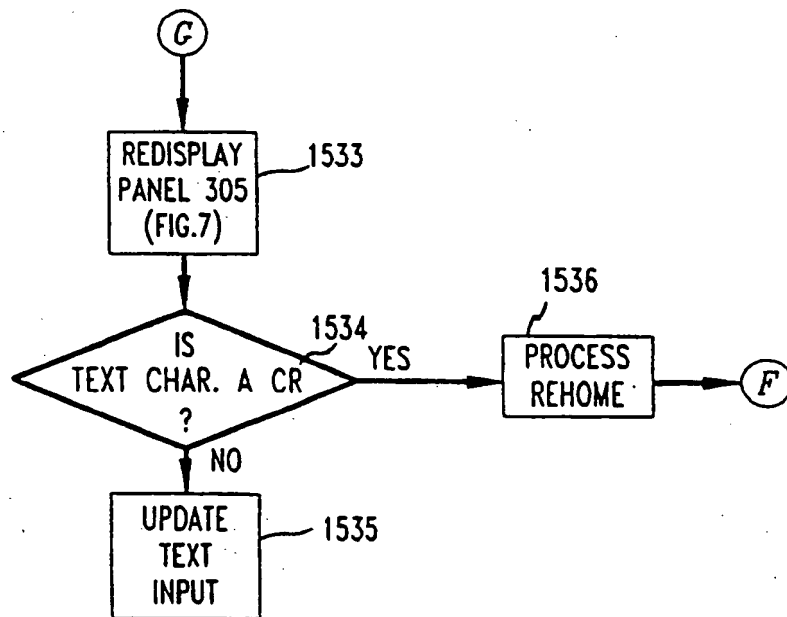 G
REDISPLAY
PANEL 305
(FIG.7)
1533
IS
TEXT CHAR. A CR
?
1534
YES
1536
PROCESS
REHOME
F
NO
UPDATE
TEXT
INPUT
1535